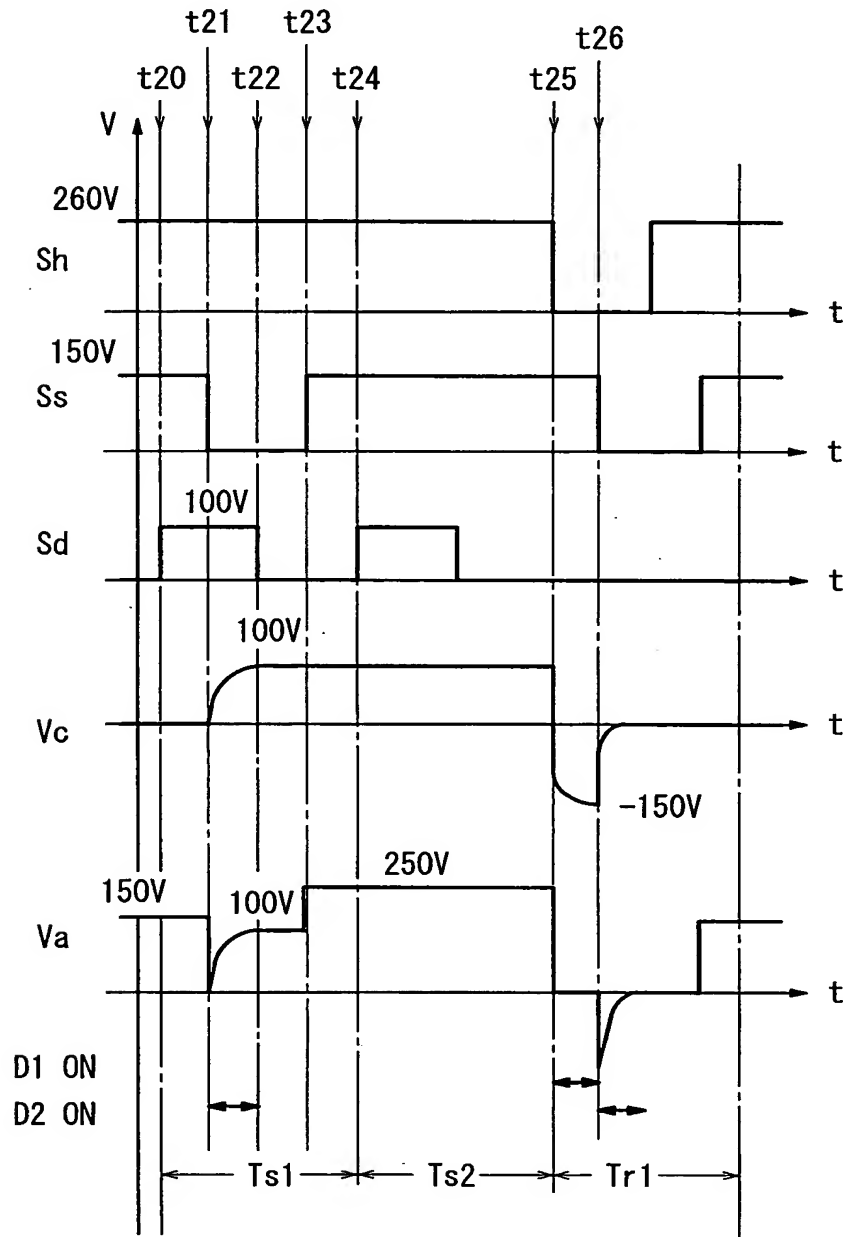 t21 t23 t26
t20 t22 t24 t25
V
260V
Sh
t
150V
Ss
t
100V
Sd
t
100V
Vc
t
-150V
250V
150V
100V
Va
t
D1 ON
D2 ON
Ts1 Ts2 Tr1